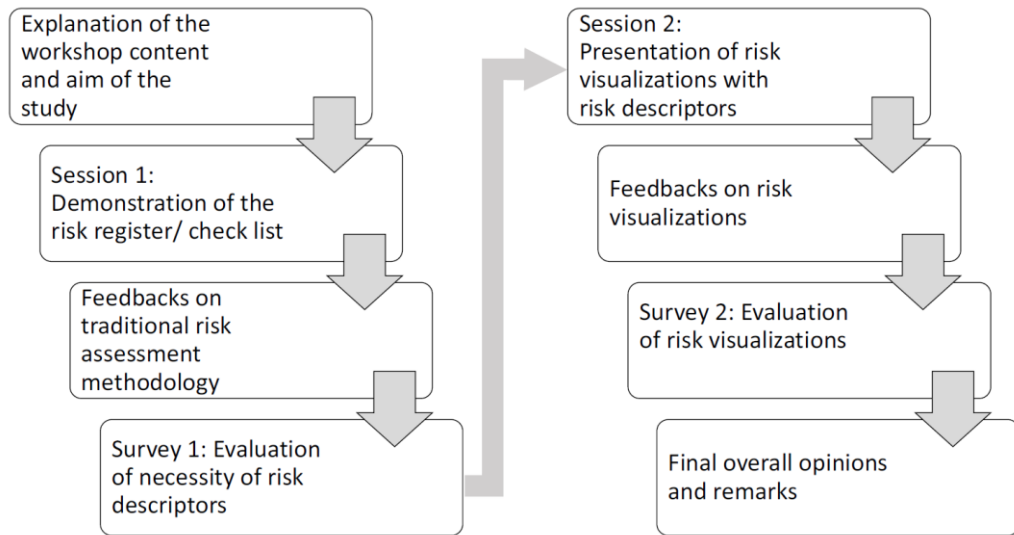 Explanation of the
workshop content
and aim of the
study
Session 1:
Demonstration of the
risk register/ check list
Feedbacks on
traditional risk
assessment
methodology
Survey 1: Evaluation
of necessity of risk
descriptors
Session 2:
Presentation of risk
visualizations with
risk descriptors
Feedbacks on risk
visualizations
Survey 2: Evaluation
of risk visualizations
Final overall opinions
and remarks